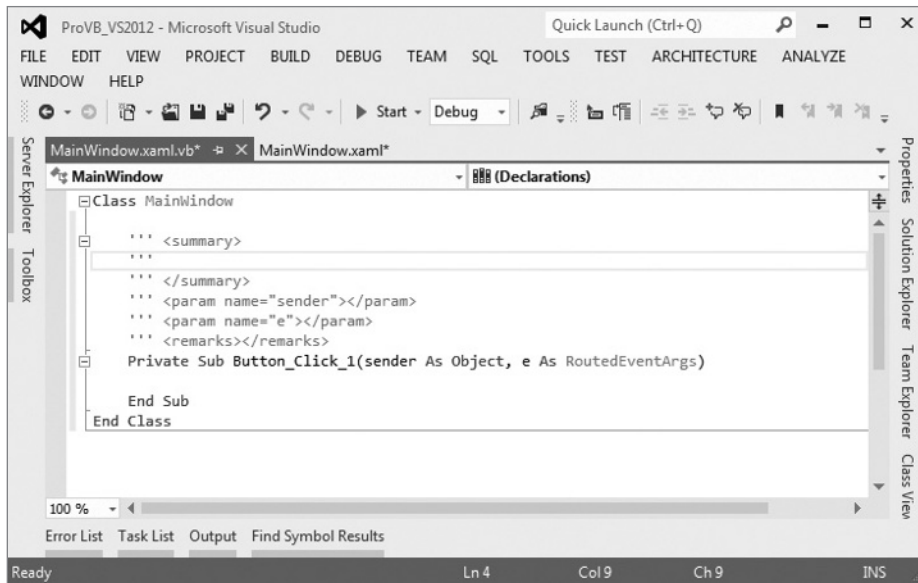 ProVB_VS2012 - Microsoft Visual Studio
Quick Launch (Ctrl+Q)
FILE EDIT VIEW PROJECT BUILD DEBUG TEAM SQL TOOLS TEST ARCHITECTURE ANALYZE
WINDOW HELP
Start Debug
Server Explorer
Toolbox
MainWindow.xaml.vb* MainWindow.xaml*
MainWindow (Declarations)
Class MainWindow
''' <summary>
'''
''' </summary>
''' <param name="sender"></param>
''' <param name="e"></param>
''' <remarks></remarks>
Private Sub Button_Click_1(sender As Object, e As RoutedEventArgs)
End Sub
End Class
100 %
Properties
Solution Explorer
Team Explorer
Class View
Error List Task List Output Find Symbol Results
Ready Ln 4 Col 9 Ch 9 INS